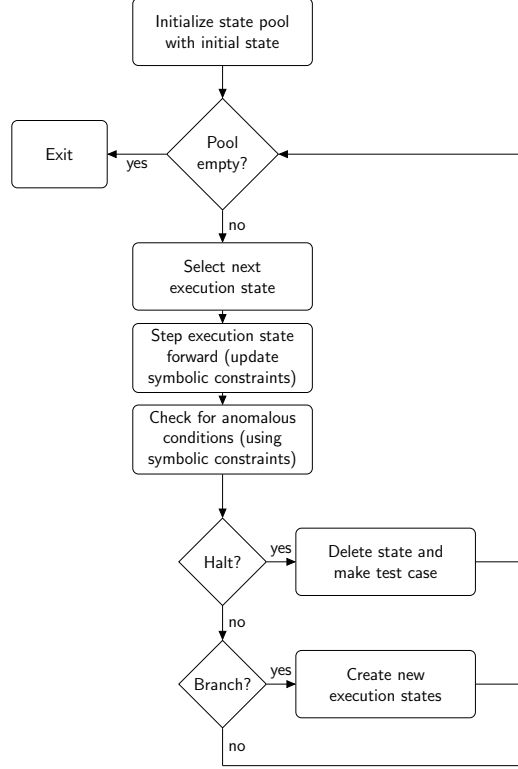 Initialize state pool
with initial state
Pool
empty?
Exit
yes
no
Select next
execution state
Step execution state
forward (update
symbolic constraints)
Check for anomalous
conditions (using
symbolic constraints)
Halt?
yes
Delete state and
make test case
no
Branch?
yes
Create new
execution states
no